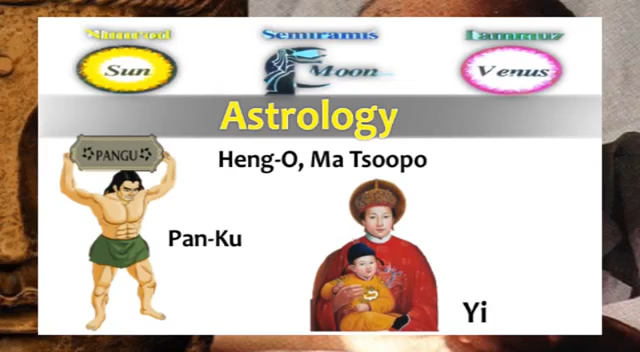 Nimrod Semiramis Tammuz
Sun Moon Venus
Astrology
PANGU
Heng-O, Ma Tsoopo
Pan-Ku
Yi